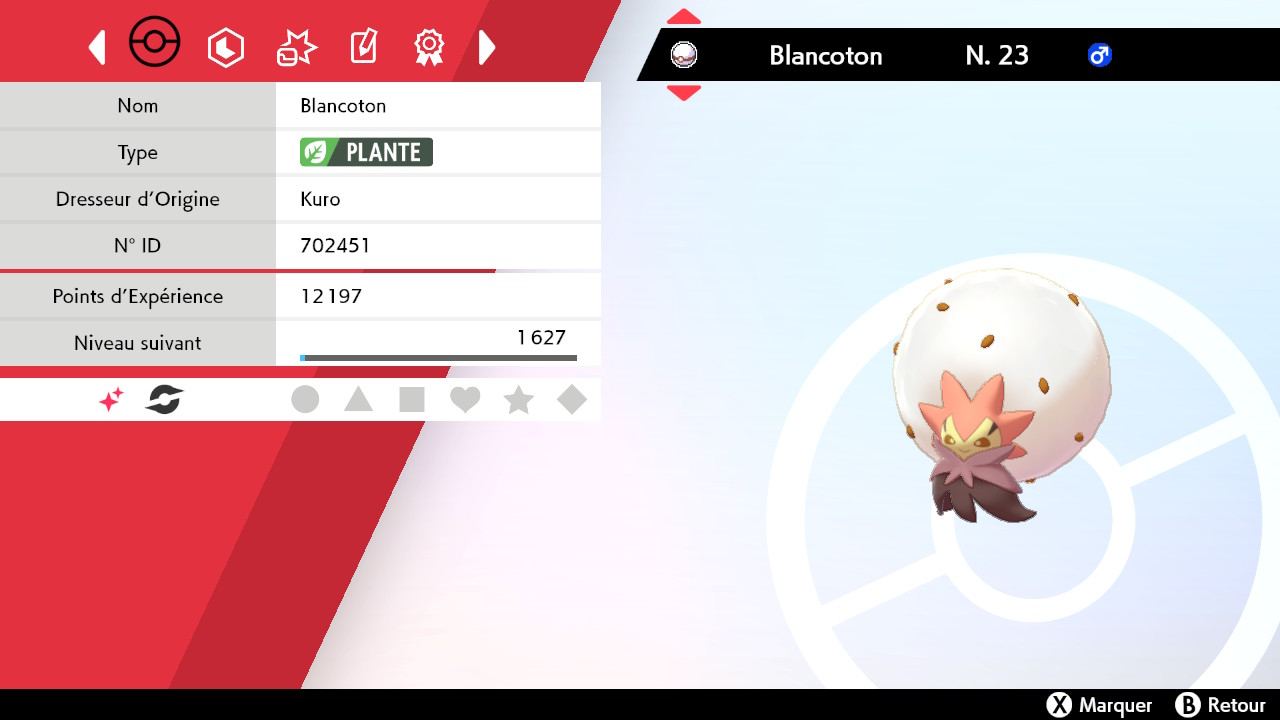 Blancoton N. 23
Nom Blancoton
Type PLANTE
Dresseur d'Origine Kuro
N° ID 702451
Points d'Expérience 12 197
Niveau suivant 1 627
X Marquer B Retour